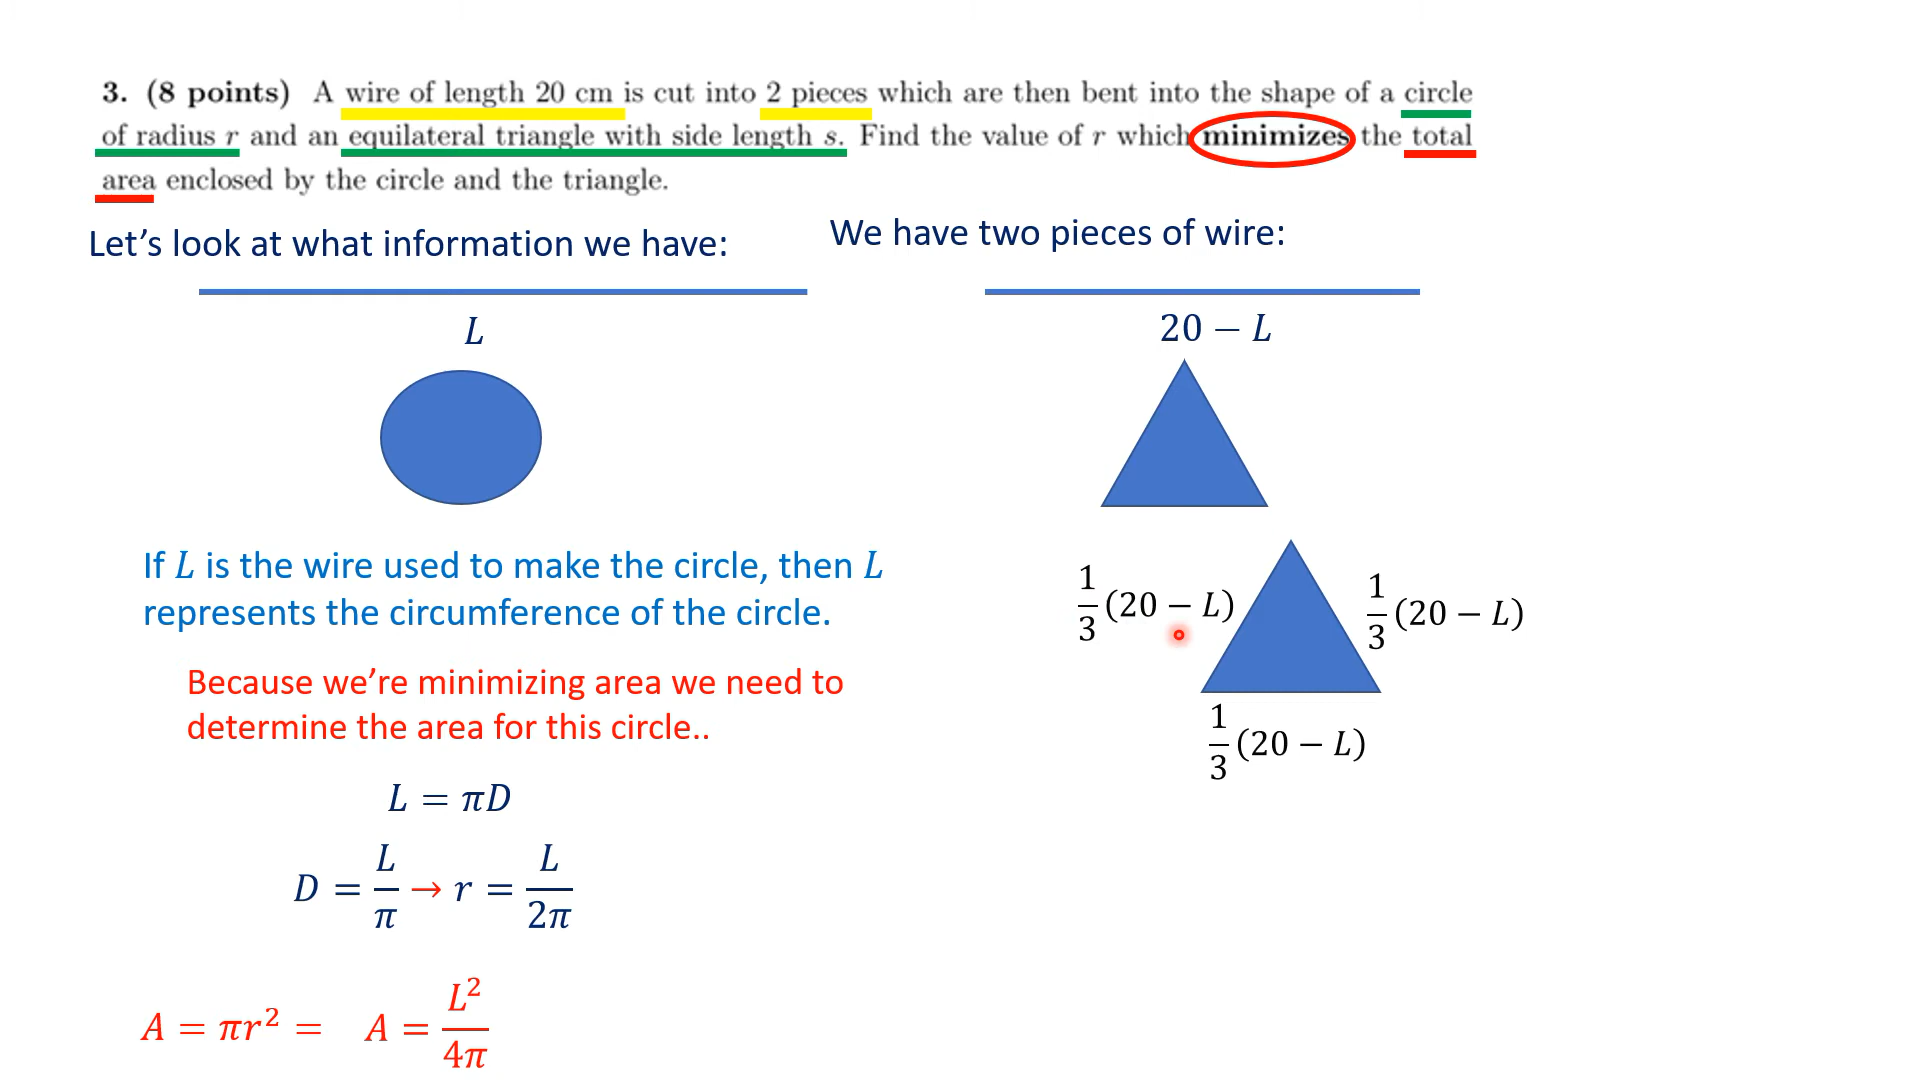 3. (8 points) A wire of length 20 cm is cut into 2 pieces which are then bent into the shape of a circle
of radius r and an equilateral triangle with side length s. Find the value of r which minimizes the total
area enclosed by the circle and the triangle.
Let's look at what information we have:
We have two pieces of wire:
L
20 − L
If L is the wire used to make the circle, then L
represents the circumference of the circle.
Because we're minimizing area we need to
determine the area for this circle..
L = πD
D = L/π → r = L/2π
A = πr² = A = L²/4π
1/3 (20 − L)
1/3 (20 − L)
1/3 (20 − L)